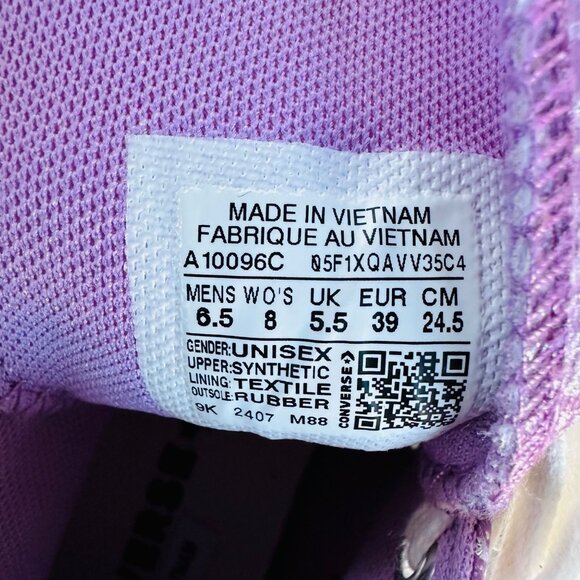 MADE IN VIETNAM
FABRIQUE AU VIETNAM
A10096C 05F1XQAVV35C4
MENS WO'S UK EUR CM
6.5 8 5.5 39 24.5
GENDER:UNISEX
UPPER:SYNTHETIC
LINING:TEXTILE
OUTSOLE:RUBBER
9K 2407 M88
CONVERSE